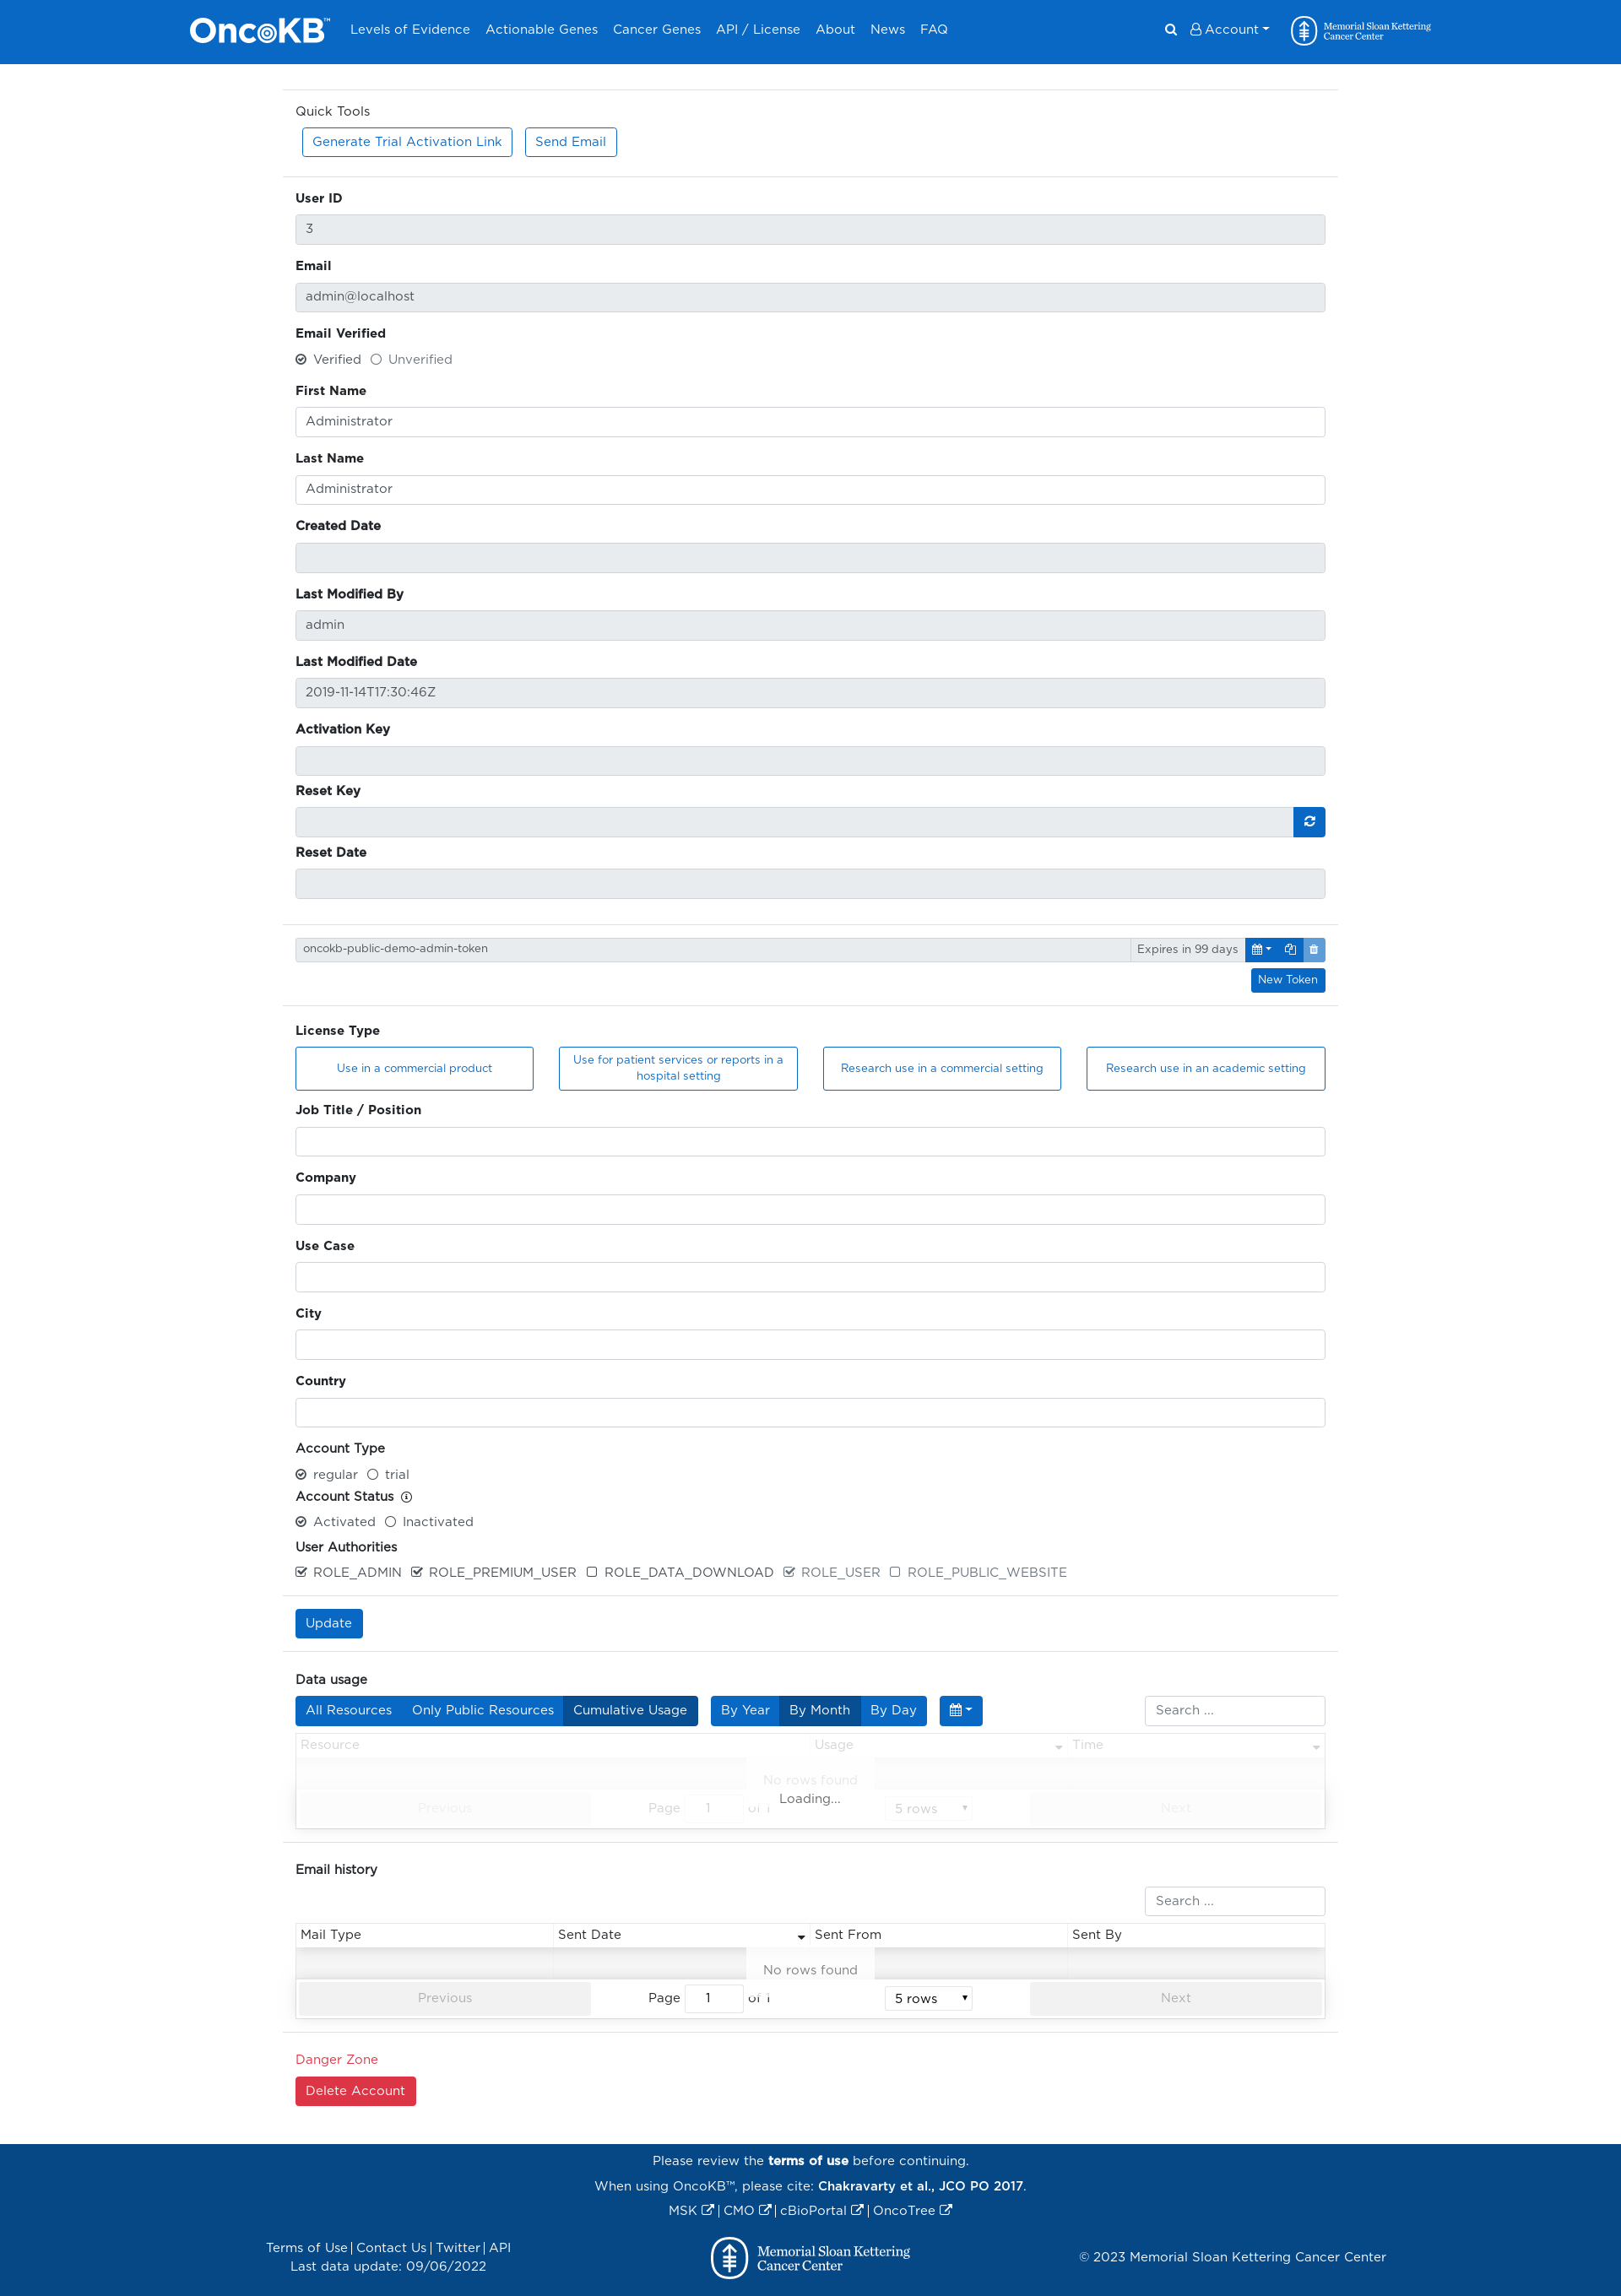 OncoKB™ Levels of Evidence Actionable Genes Cancer Genes API / License About News FAQ Account Memorial Sloan Kettering Cancer Center
Quick Tools
Generate Trial Activation Link Send Email
User ID
3
Email
admin@localhost
Email Verified
Verified Unverified
First Name
Administrator
Last Name
Administrator
Created Date
Last Modified By
admin
Last Modified Date
2019-11-14T17:30:46Z
Activation Key
Reset Key
Reset Date
oncokb-public-demo-admin-token Expires in 99 days
New Token
License Type
Use in a commercial product Use for patient services or reports in a hospital setting Research use in a commercial setting Research use in an academic setting
Job Title / Position
Company
Use Case
City
Country
Account Type
regular trial
Account Status
Activated Inactivated
User Authorities
ROLE_ADMIN ROLE_PREMIUM_USER ROLE_DATA_DOWNLOAD ROLE_USER ROLE_PUBLIC_WEBSITE
Update
Data usage
All Resources Only Public Resources Cumulative Usage By Year By Month By Day Search ...
Resource Usage Time
No rows found
Loading...
Previous Page 1 of 1 5 rows Next
Email history
Search ...
Mail Type Sent Date Sent From Sent By
No rows found
Previous Page 1 of 1 5 rows Next
Danger Zone
Delete Account
Please review the terms of use before continuing.
When using OncoKB™, please cite: Chakravarty et al., JCO PO 2017.
MSK | CMO | cBioPortal | OncoTree
Terms of Use | Contact Us | Twitter | API
Last data update: 09/06/2022
Memorial Sloan Kettering
Cancer Center
© 2023 Memorial Sloan Kettering Cancer Center